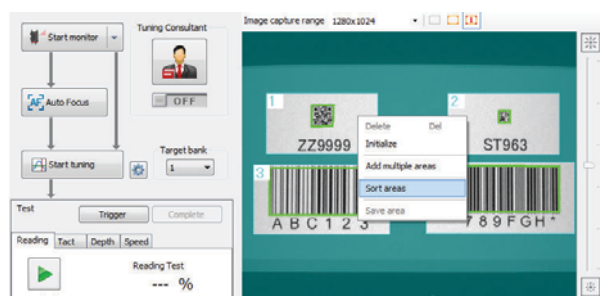 Start monitor
Tuning Consultant
OFF
Auto Focus
Start tuning
Target bank
1
Test
Trigger
Complete
Reading Tact Depth Speed
Reading Test
--- %
Image capture range 1280x1024
1
ZZ9999
2
ST963
3
ABC123
789FGH*
Delete Del
Initialize
Add multiple areas
Sort areas
Save area